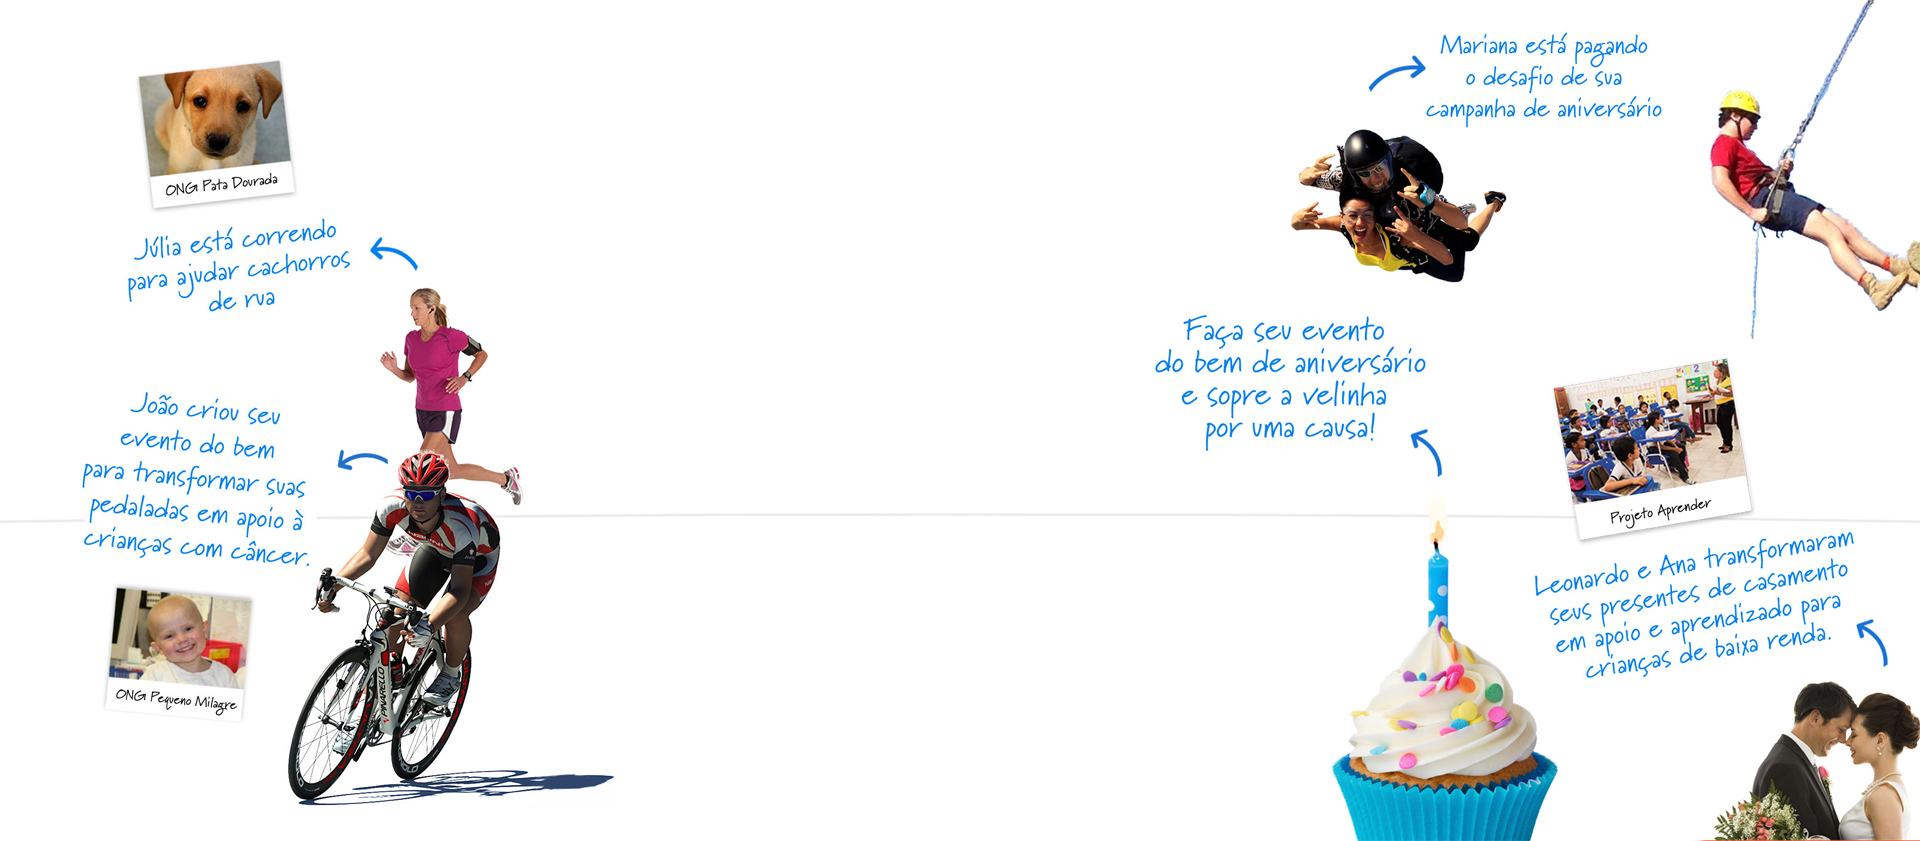 ONG Pata Dourada
Júlia está correndo
para ajudar cachorros
de rua
João criou seu
evento do bem
para transformar suas
pedaladas em apoio à
crianças com câncer.
ONG Pequeno Milagre
PINARELLO
Mariana está pagando
o desafio de sua
campanha de aniversário
Faça seu evento
do bem de aniversário
e sopre a velinha
por uma causa!
Projeto Aprender
Leonardo e Ana transformaram
seus presentes de casamento
em apoio e aprendizado para
crianças de baixa renda.